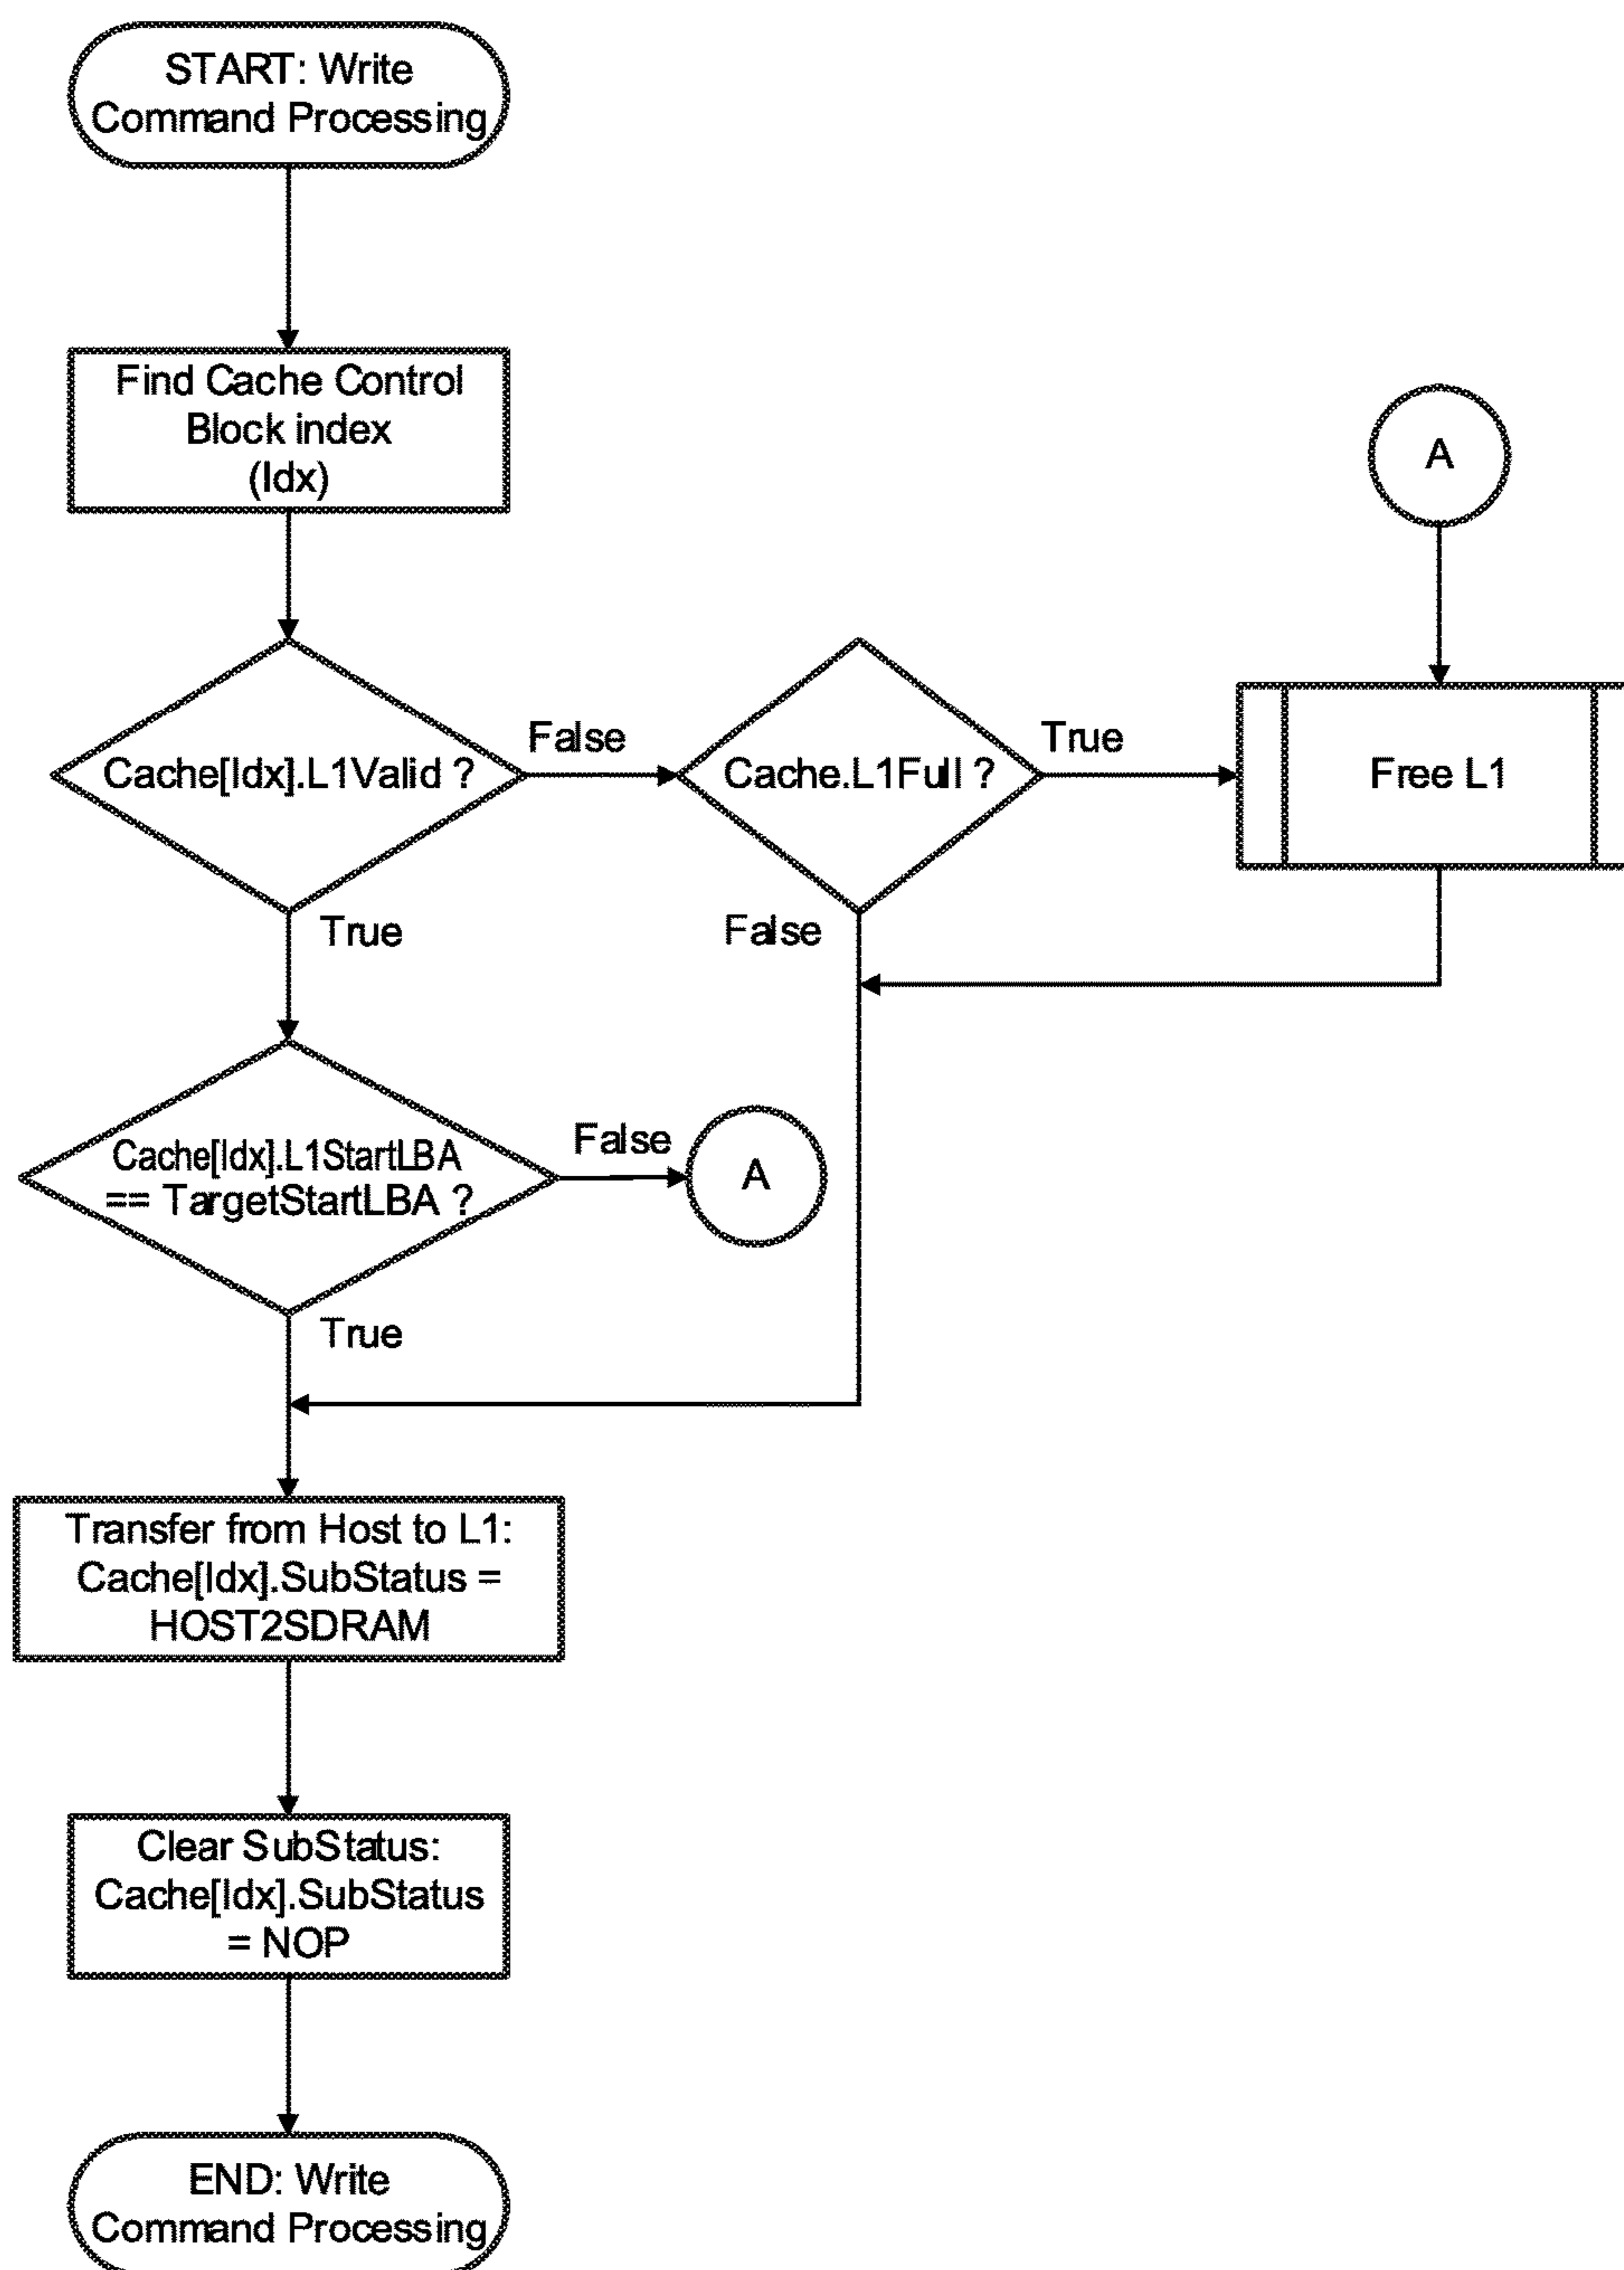 START: Write
Command Processing
Find Cache Control
Block index
(Idx)
A
Cache[Idx].L1Valid ?
False
Cache.L1Full ?
True
Free L1
True
False
Cache[Idx].L1StartLBA
== TargetStartLBA ?
False
A
True
Transfer from Host to L1:
Cache[Idx].SubStatus =
HOST2SDRAM
Clear SubStatus:
Cache[Idx].SubStatus
= NOP
END: Write
Command Processing